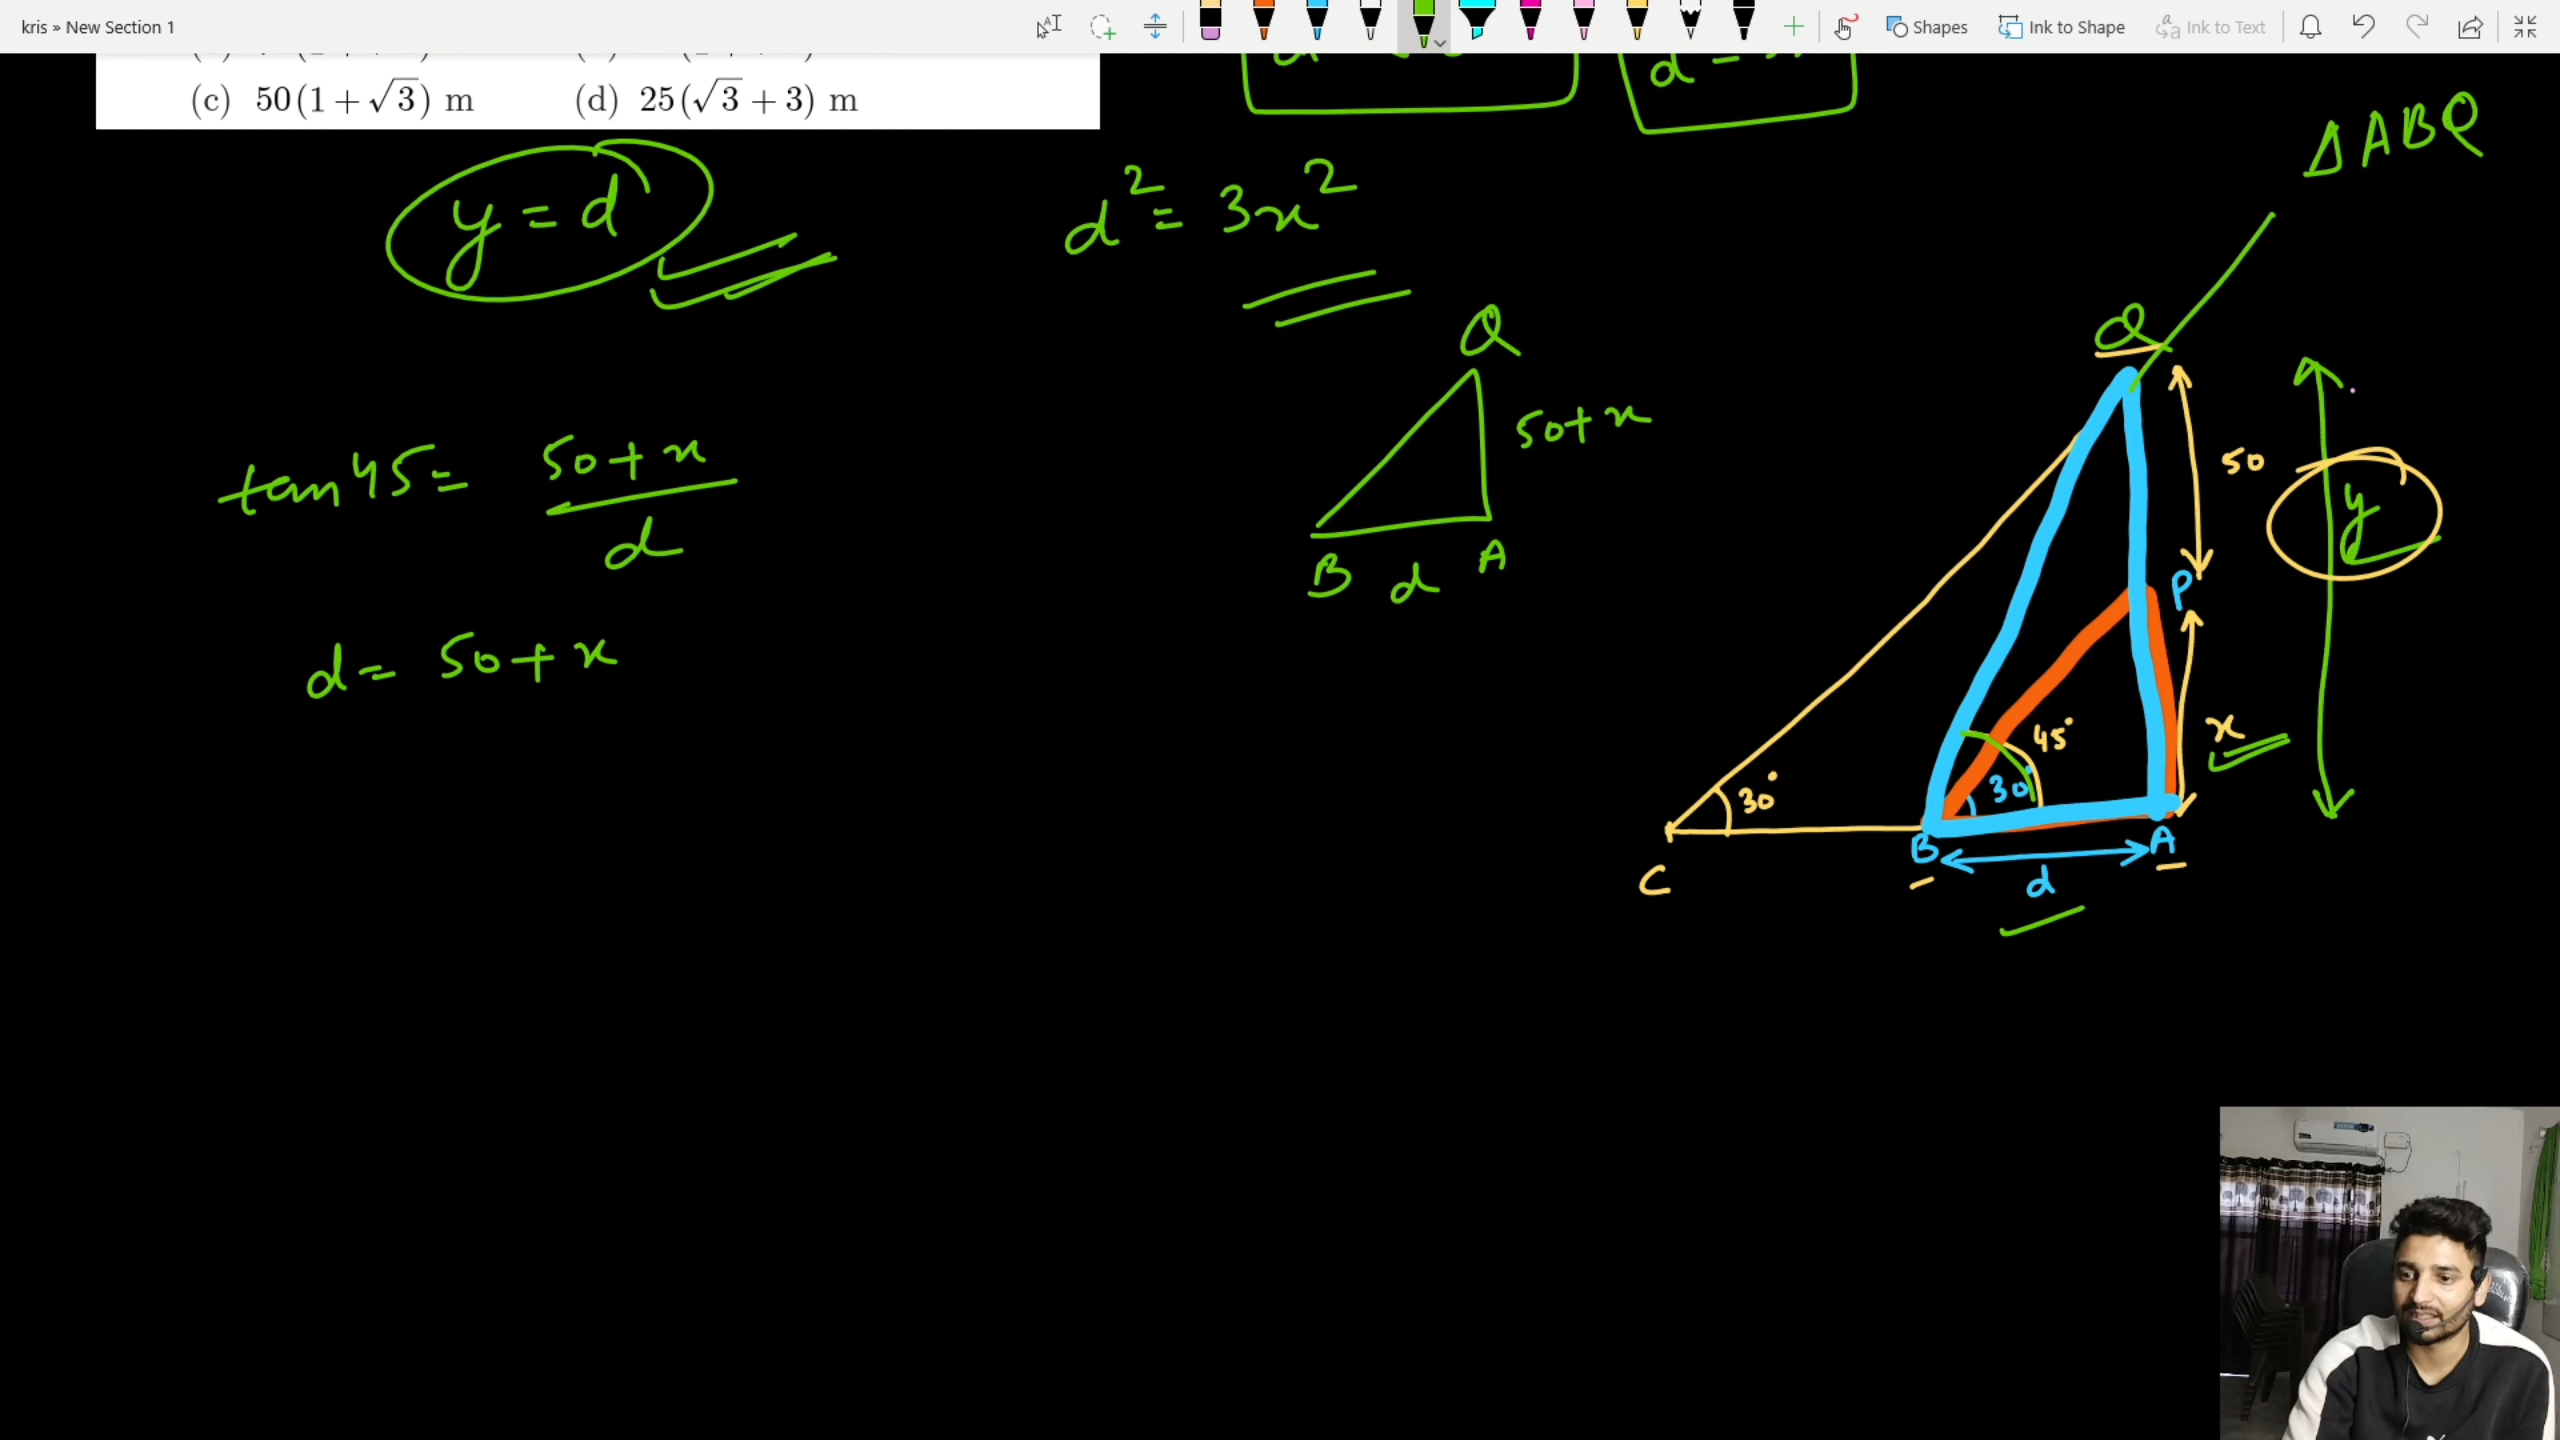 kris » New Section 1
Shapes
Ink to Shape
Ink to Text
(c) 50(1 + √3) m (d) 25(√3 + 3) m
y = d
d² = 3x²
Δ ABQ
Q
50+x
B d A
tan 45 = 50+x / d
d = 50+x
Q
50
y
P
x
45°
30°
30°
B
A
C
d